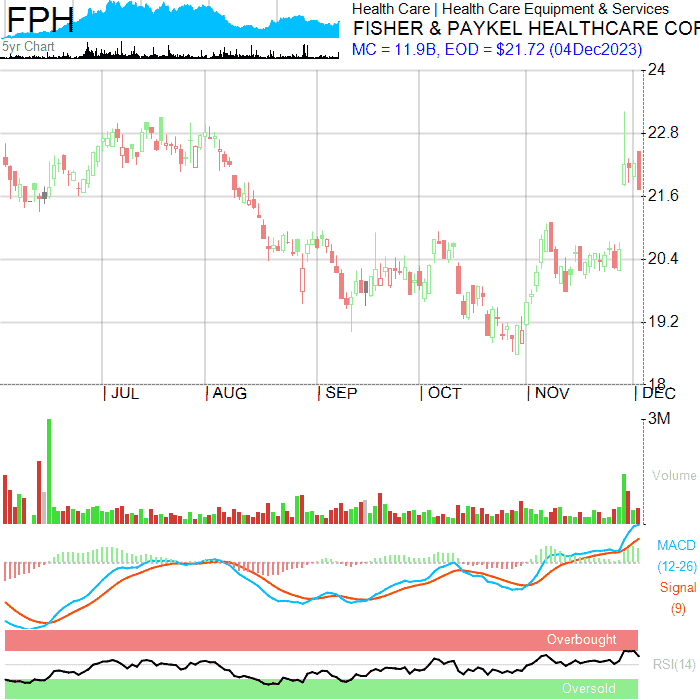 FPH
5yr Chart
Health Care | Health Care Equipment & Services
FISHER & PAYKEL HEALTHCARE COR
MC = 11.9B, EOD = $21.72 (04Dec2023)
24
22.8
21.6
20.4
19.2
18
JUL AUG SEP OCT NOV DEC
3M
Volume
MACD
(12-26)
Signal
(9)
Overbought
RSI(14)
Oversold